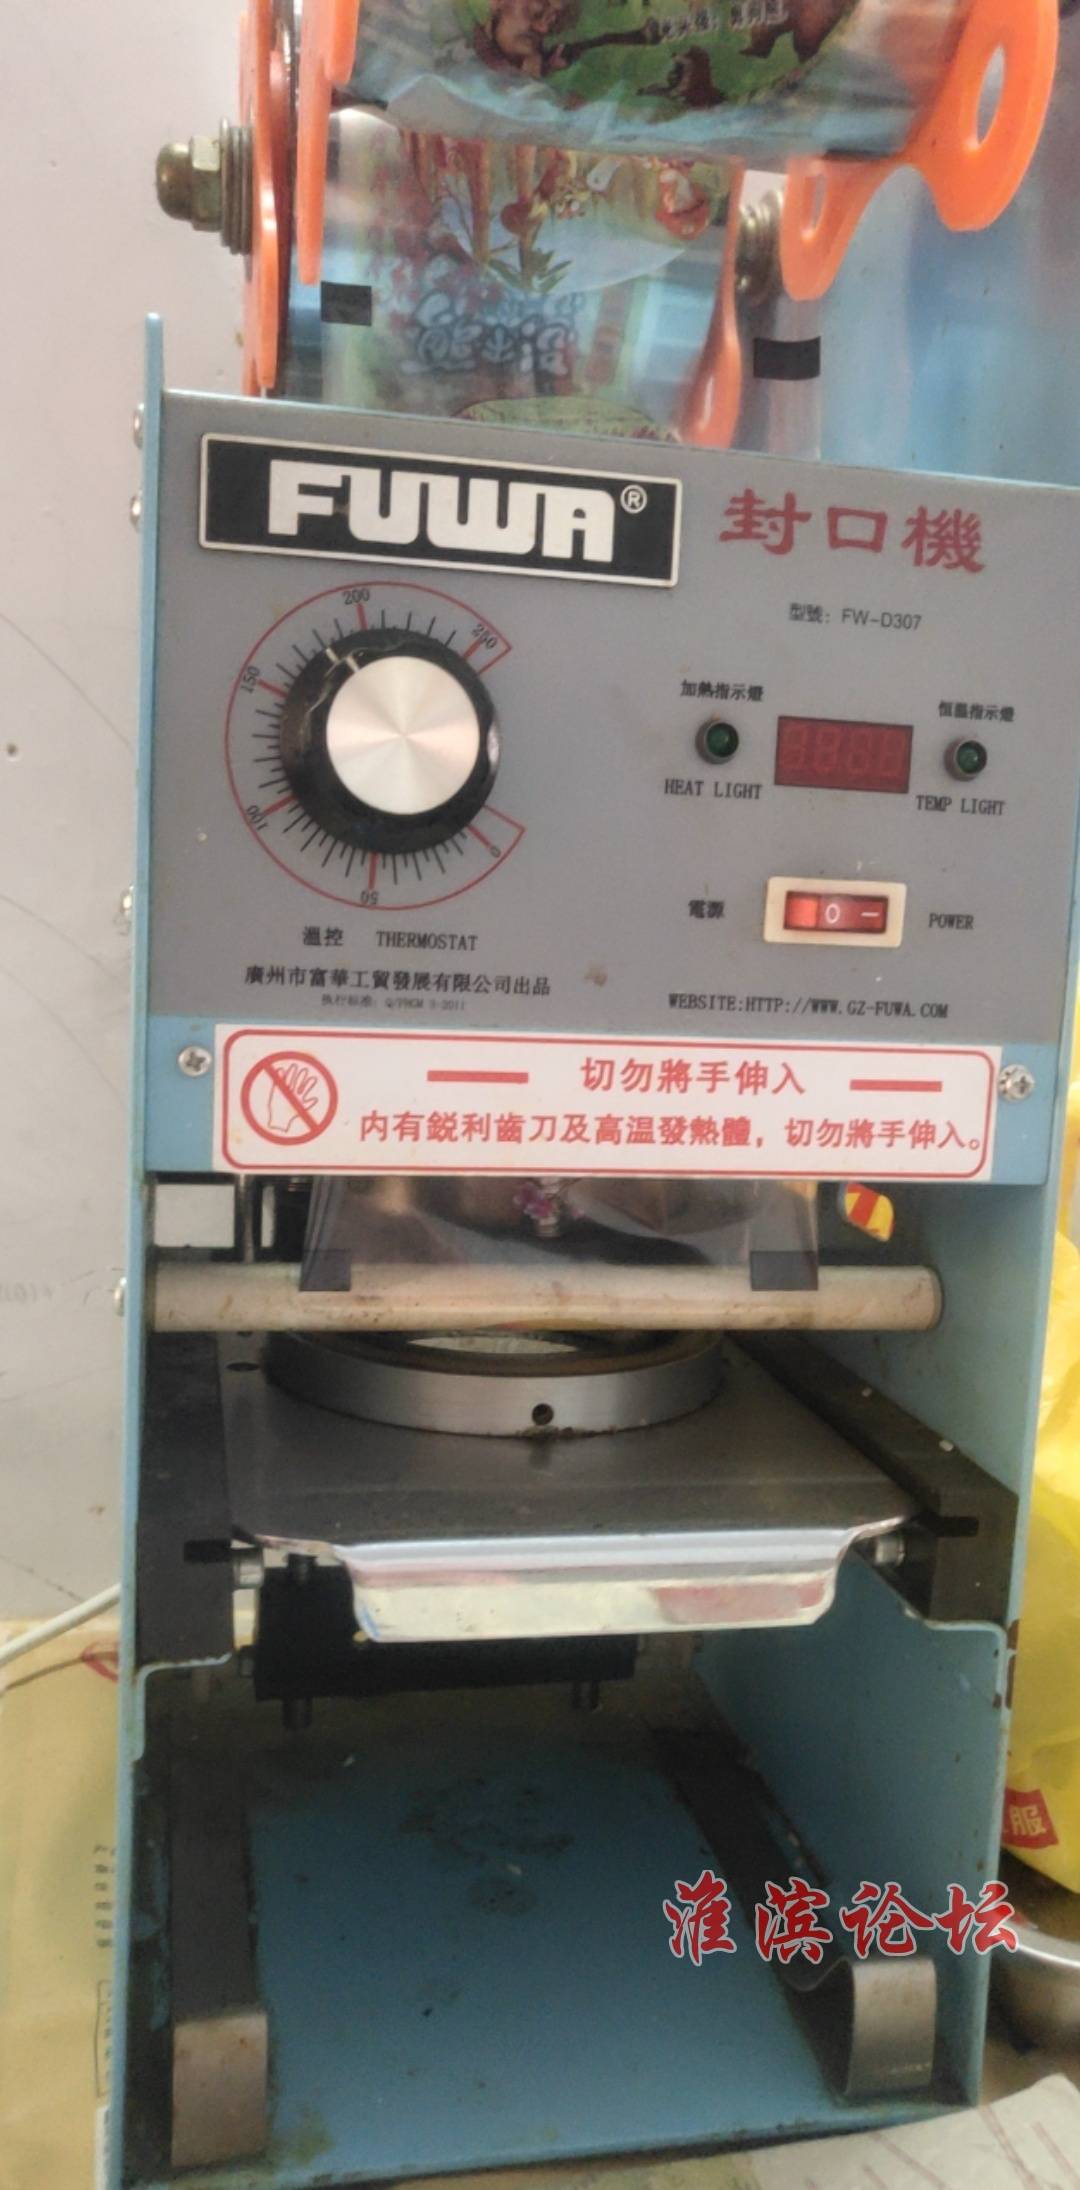 FUWA®
封口機
型號：FW-D307
200
250
150
100
50
0
加熱指示燈
恒溫指示燈
HEAT LIGHT
TEMP LIGHT
電源
POWER
溫控 THERMOSTAT
廣州市富華工貿發展有限公司出品
WEBSITE:HTTP://WWW.GZ-FUWA.COM
切勿將手伸入
内有鋭利齒刀及高溫發熱體，切勿將手伸入。
服
淮滨论坛